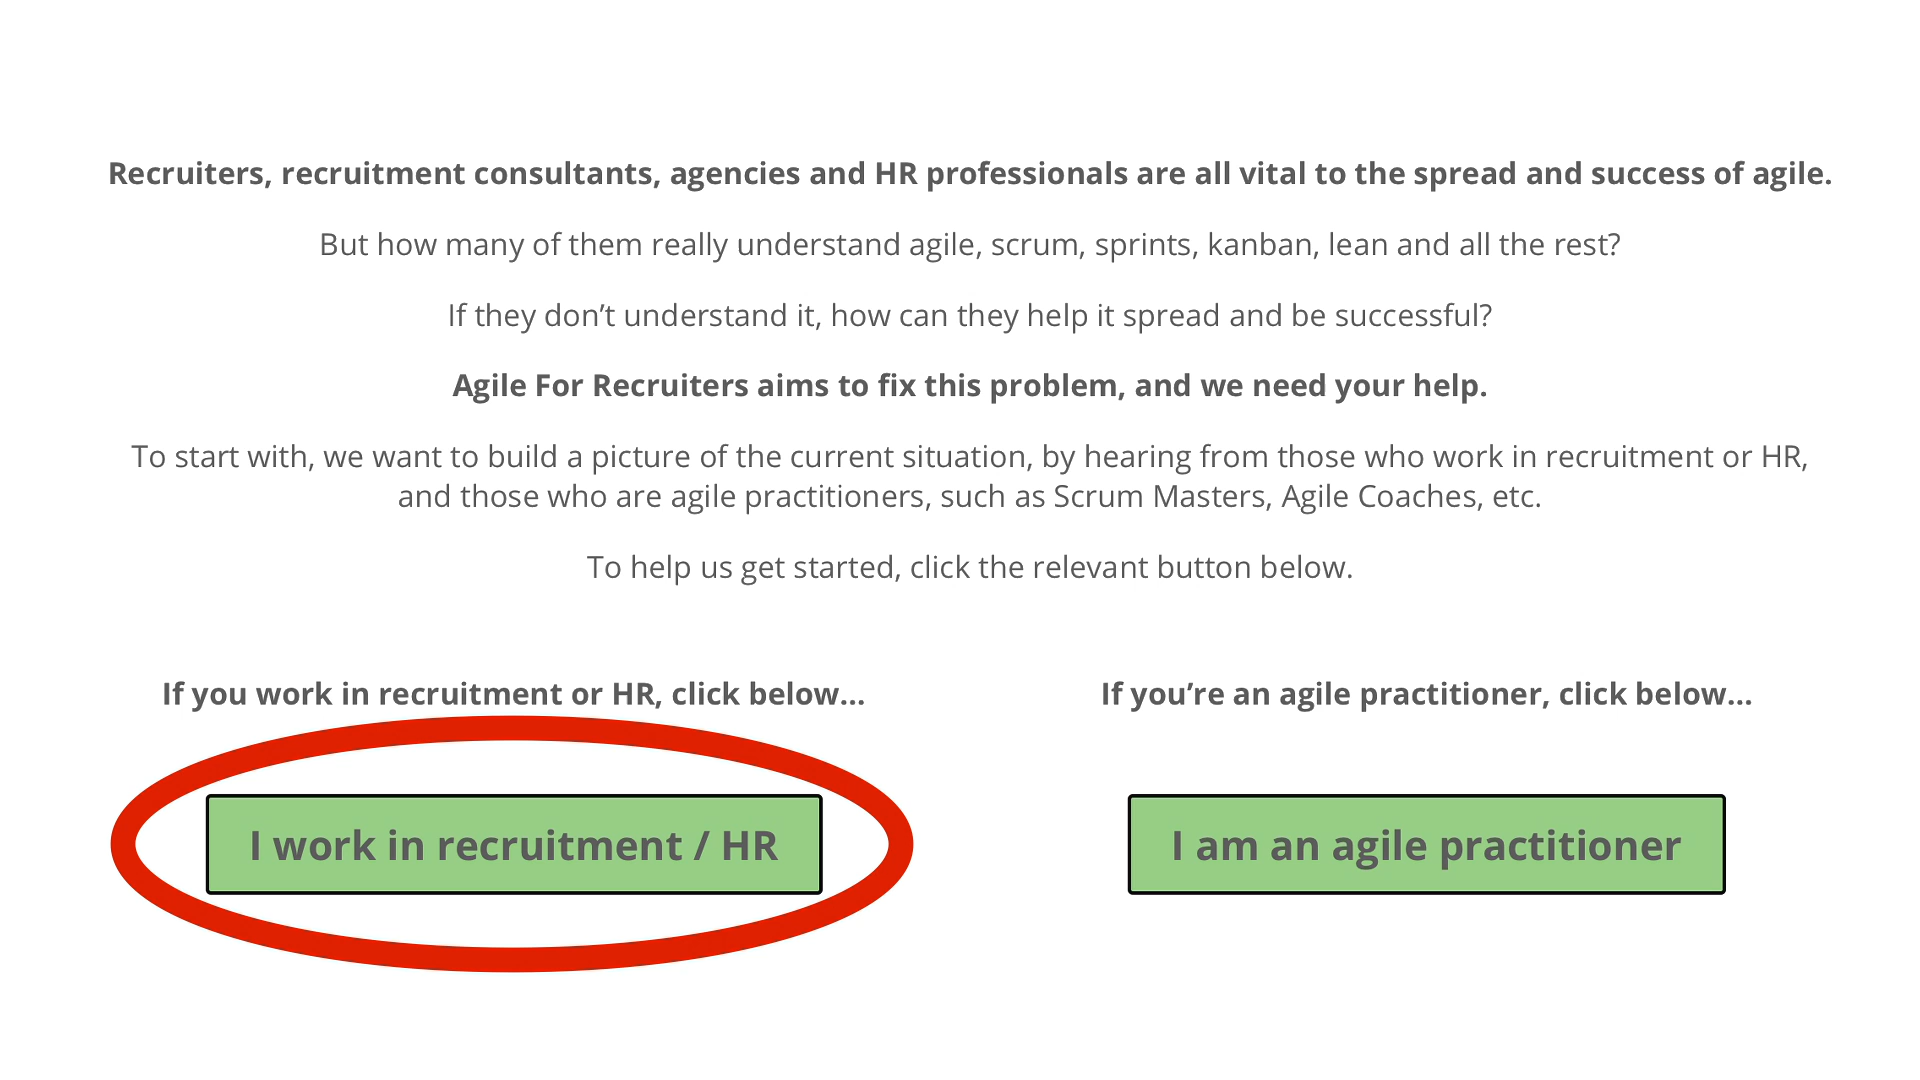 Recruiters, recruitment consultants, agencies and HR professionals are all vital to the spread and success of agile.
But how many of them really understand agile, scrum, sprints, kanban, lean and all the rest?
If they don’t understand it, how can they help it spread and be successful?
Agile For Recruiters aims to fix this problem, and we need your help.
To start with, we want to build a picture of the current situation, by hearing from those who work in recruitment or HR,
and those who are agile practitioners, such as Scrum Masters, Agile Coaches, etc.
To help us get started, click the relevant button below.
If you work in recruitment or HR, click below...
I work in recruitment / HR
If you’re an agile practitioner, click below...
I am an agile practitioner